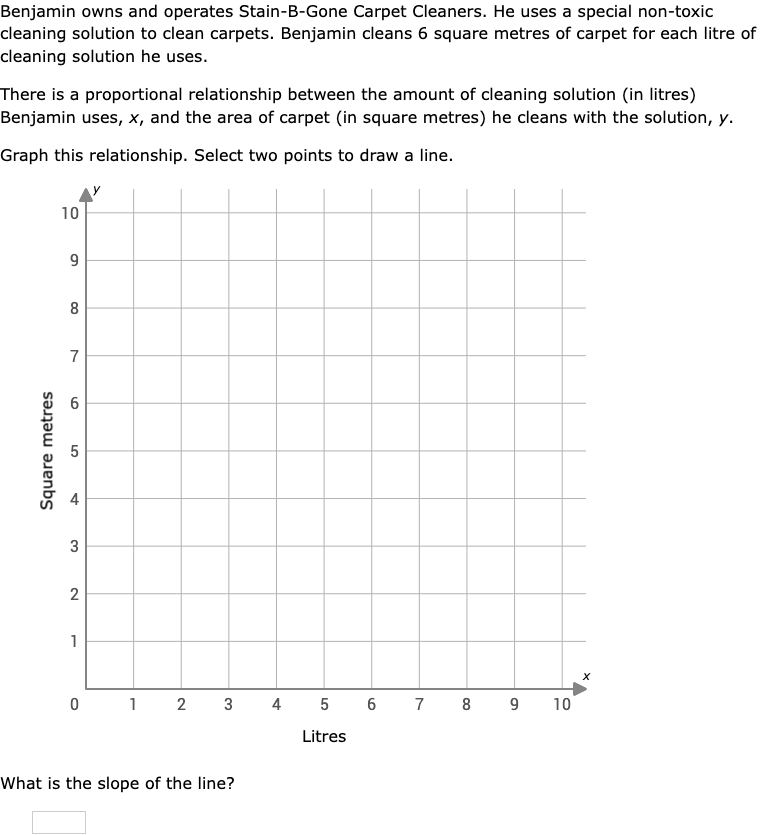 Benjamin owns and operates Stain-B-Gone Carpet Cleaners. He uses a special non-toxic
cleaning solution to clean carpets. Benjamin cleans 6 square metres of carpet for each litre of
cleaning solution he uses.
There is a proportional relationship between the amount of cleaning solution (in litres)
Benjamin uses, x, and the area of carpet (in square metres) he cleans with the solution, y.
Graph this relationship. Select two points to draw a line.
y
10
9
8
7
6
5
4
3
2
1
Square metres
x
0 1 2 3 4 5 6 7 8 9 10
Litres
What is the slope of the line?